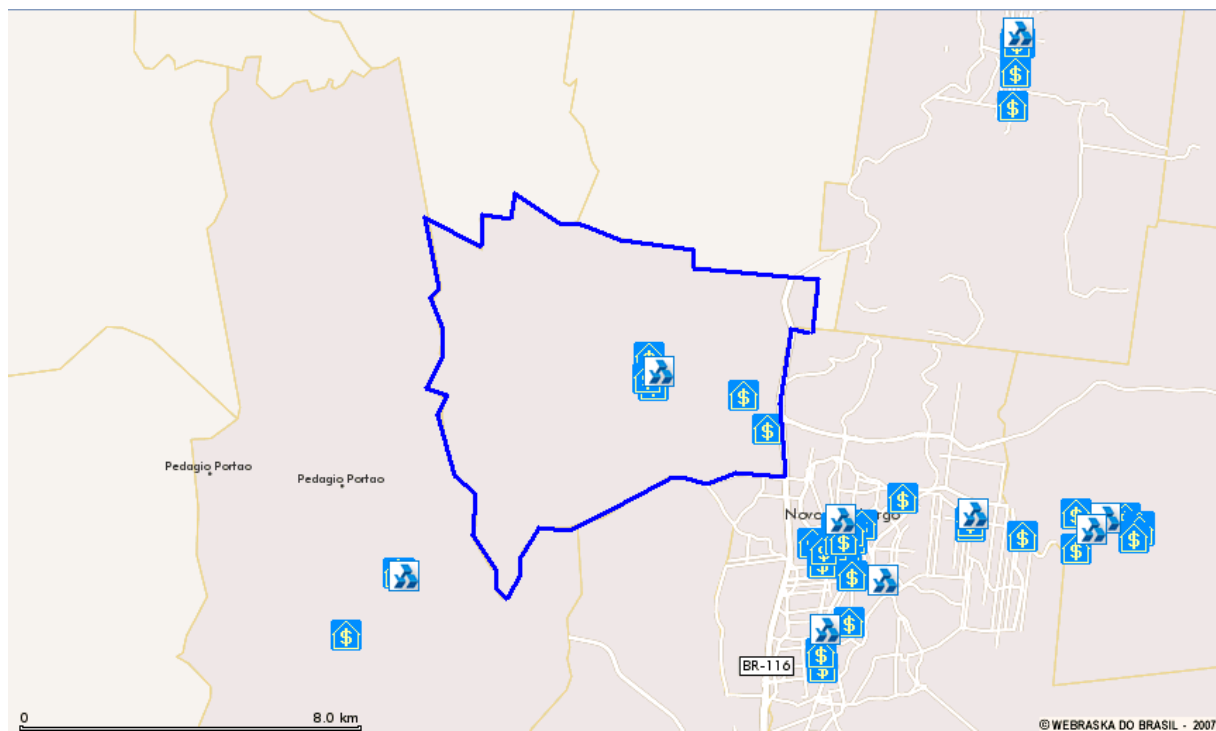 Pedagio Portao
Pedagio Portao
BR-116
0
8.0 km
© WEBRASKA DO BRASIL - 2007